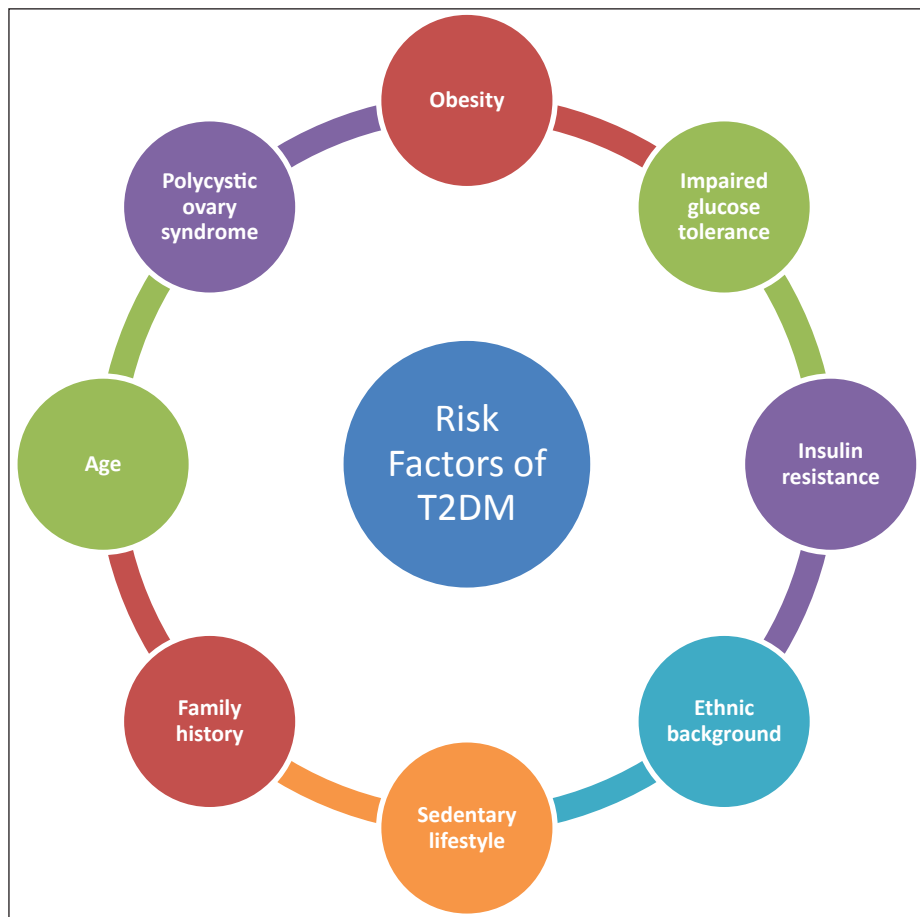 Obesity
Impaired
glucose
tolerance
Insulin
resistance
Ethnic
background
Sedentary
lifestyle
Family
history
Age
Polycystic
ovary
syndrome
Risk
Factors of
T2DM